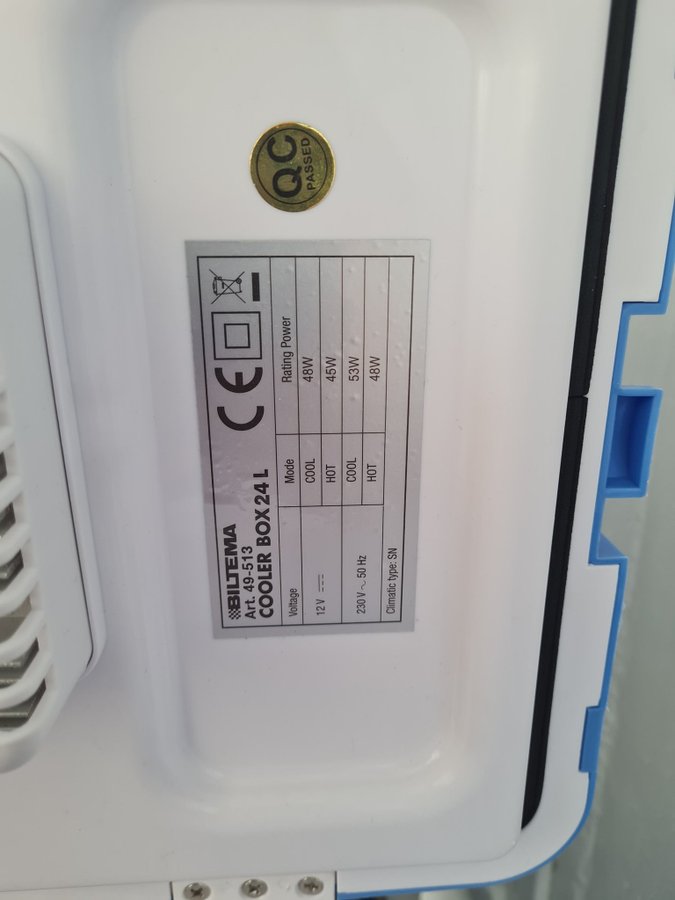 QC
PASSED
BILTEMA
Art. 49-513
COOLER BOX 24 L
CE
Voltage Mode Rating Power
12 V COOL 48W
HOT 45W
230 V ~ 50 Hz COOL 53W
HOT 48W
Climatic type: SN